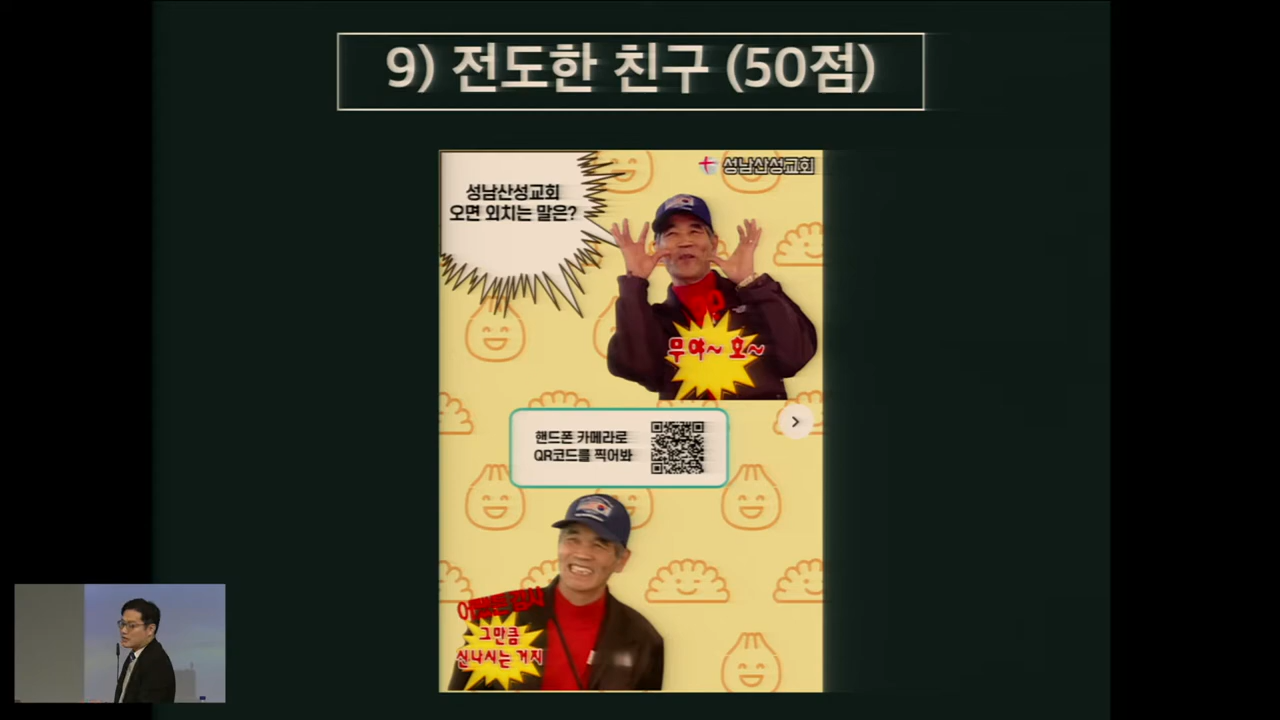 9) 전도한 친구 (50점)
성남산성교회
성남산성교회
오면 외치는 말은?
무야~ 호~
핸드폰 카메라로
QR코드를 찍어봐
그만큼
신나시는 거지